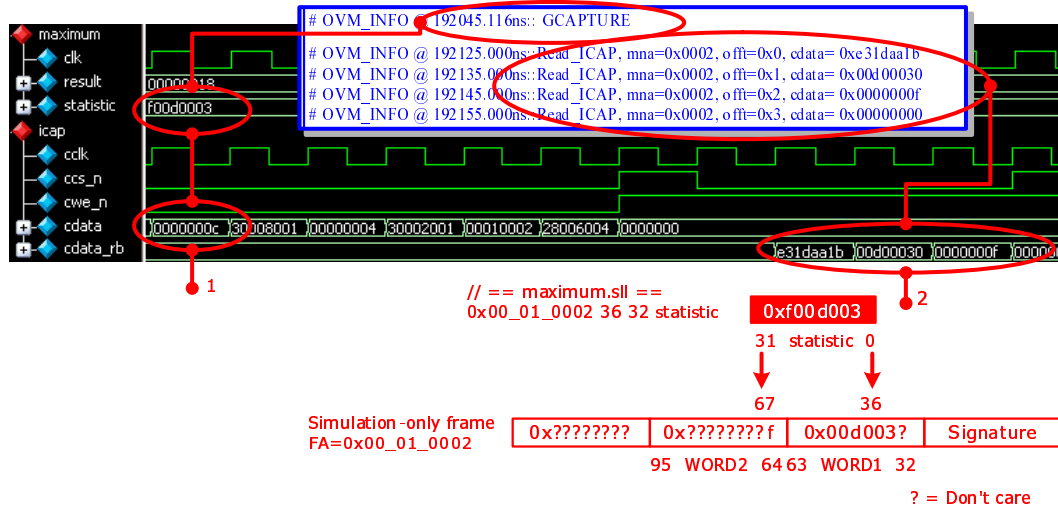 # OVM_INFO @ 192045.116ns:: GCAPTURE
# OVM_INFO @ 192125.000ns::Read_ICAP, mna=0x0002, offt=0x0, cdata= 0xe31daa1b
# OVM_INFO @ 192135.000ns::Read_ICAP, mna=0x0002, offt=0x1, cdata= 0x00d00030
# OVM_INFO @ 192145.000ns::Read_ICAP, mna=0x0002, offt=0x2, cdata= 0x0000000f
# OVM_INFO @ 192155.000ns::Read_ICAP, mna=0x0002, offt=0x3, cdata= 0x00000000
maximum
clk
result 00000018
statistic f00d0003
icap
cclk
ccs_n
cwe_n
cdata 0000000c 30008001 00000004 30002001 00010002 28006004 0000000
cdata_rb e31daa1b 00d00030 0000000f 00000
1
2
// == maximum.sll ==
0x00_01_0002 36 32 statistic
0xf00d003
31 statistic 0
67 36
Simulation-only frame
FA=0x00_01_0002
0x???????? 0x????????f 0x00d003? Signature
95 WORD2 64 63 WORD1 32
? = Don't care